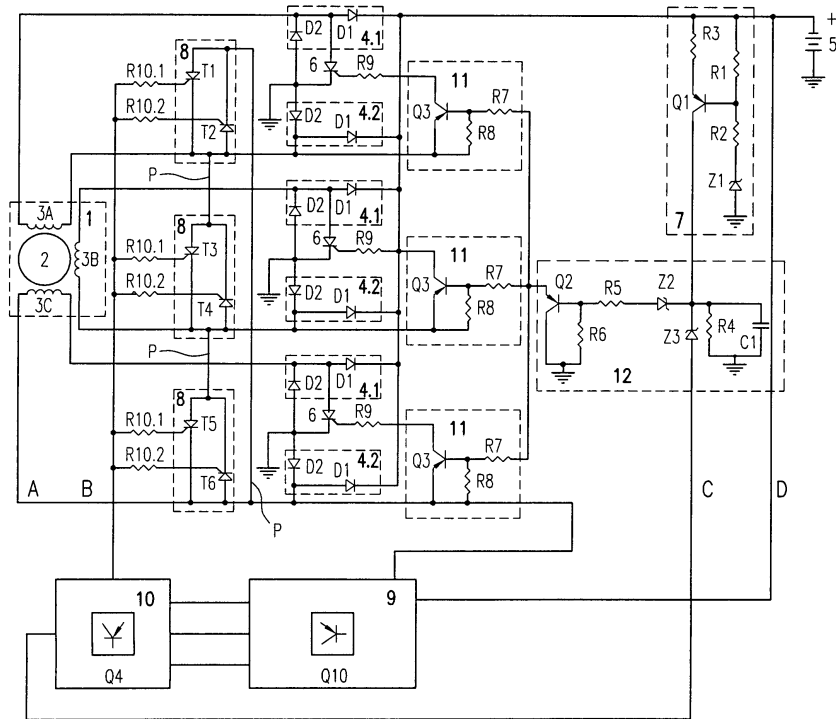 D2 D1 4.1
+
8
R3
5
6 R9
11
R10.1 T1
R7
R1
Q1
R10.2
D2
4.2
Q3
R8
R2
T2
D1
P
Z1
4.1
3A 1
8
D2 D1
7
6 R9
11
2 3B
R10.1 T3
4.2
Q3
R7
Q2 R5 Z2
R10.2
D2
R8
3C
T4
D1
R6
Z3
R4
C1
P
4.1
12
8
D2 D1
6 R9
11
R10.1 T5
4.2
Q3
R7
R10.2
D2
R8
T6
D1
A B
C D
P
10
9
Q4
Q10